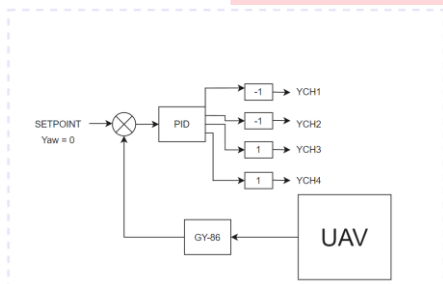 -1 YCH1
SETPOINT
Yaw = 0
PID
-1 YCH2
1 YCH3
1 YCH4
GY-86
UAV